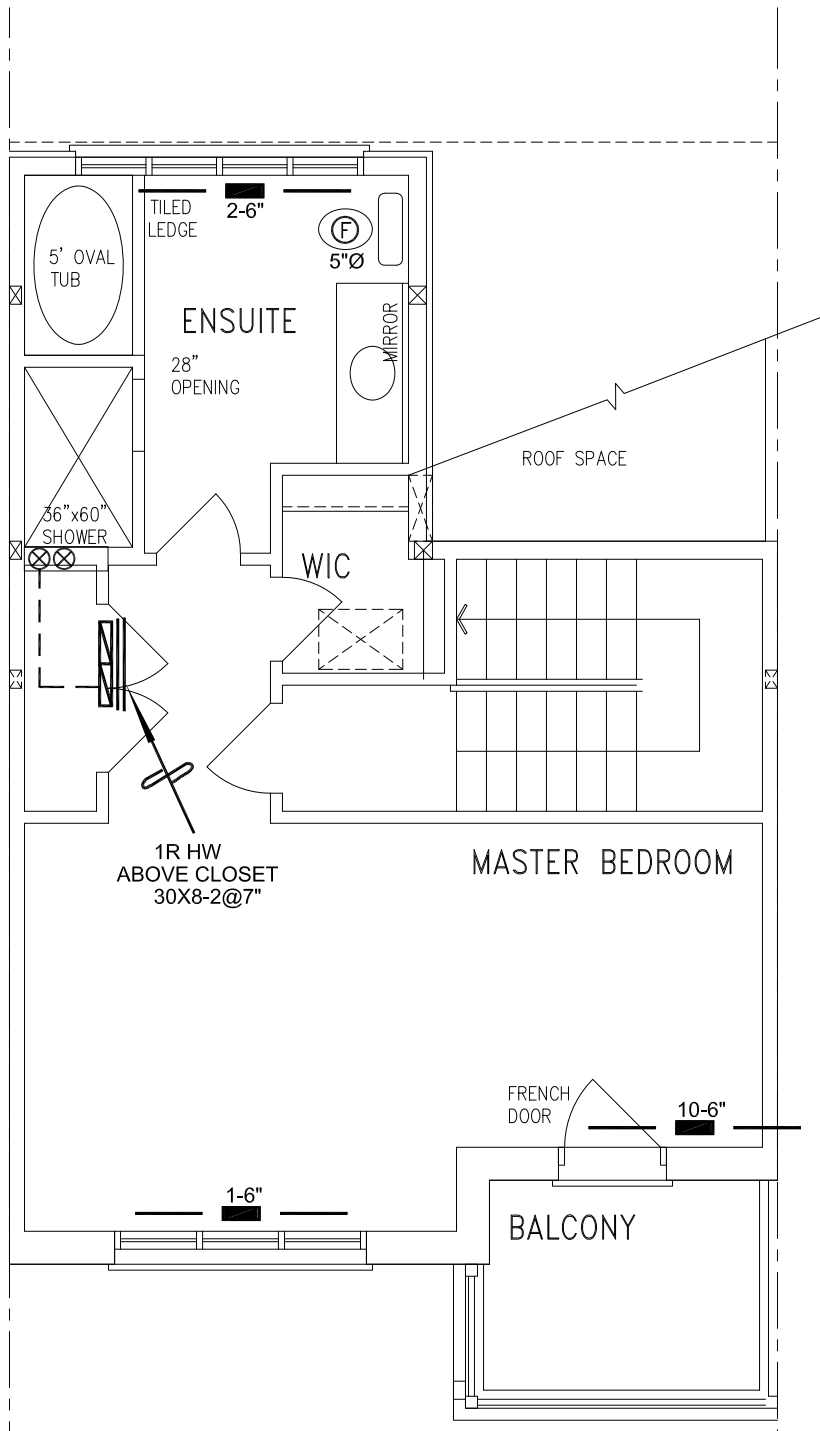 TILED
LEDGE
2-6"
F
5"Ø
5' OVAL
TUB
ENSUITE
MIRROR
28"
OPENING
ROOF SPACE
36"x60"
SHOWER
WIC
1R HW
ABOVE CLOSET
30X8-2@7"
MASTER BEDROOM
FRENCH
DOOR
10-6"
1-6"
BALCONY